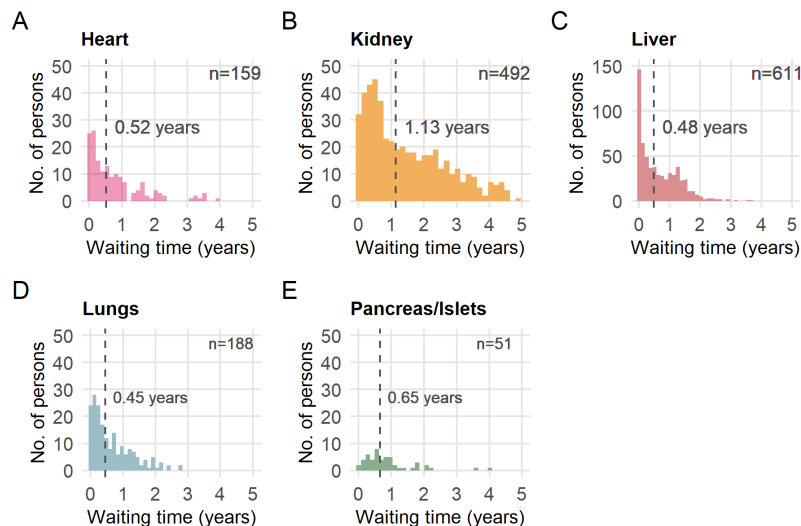 A
Heart
No. of persons
50
40
30
20
10
0
n=159
0.52 years
0 1 2 3 4 5
Waiting time (years)
B
Kidney
No. of persons
50
40
30
20
10
0
n=492
1.13 years
0 1 2 3 4 5
Waiting time (years)
C
Liver
No. of persons
150
100
50
0
n=611
0.48 years
0 1 2 3 4 5
Waiting time (years)
D
Lungs
No. of persons
50
40
30
20
10
0
n=188
0.45 years
0 1 2 3 4 5
Waiting time (years)
E
Pancreas/Islets
No. of persons
50
40
30
20
10
0
n=51
0.65 years
0 1 2 3 4 5
Waiting time (years)